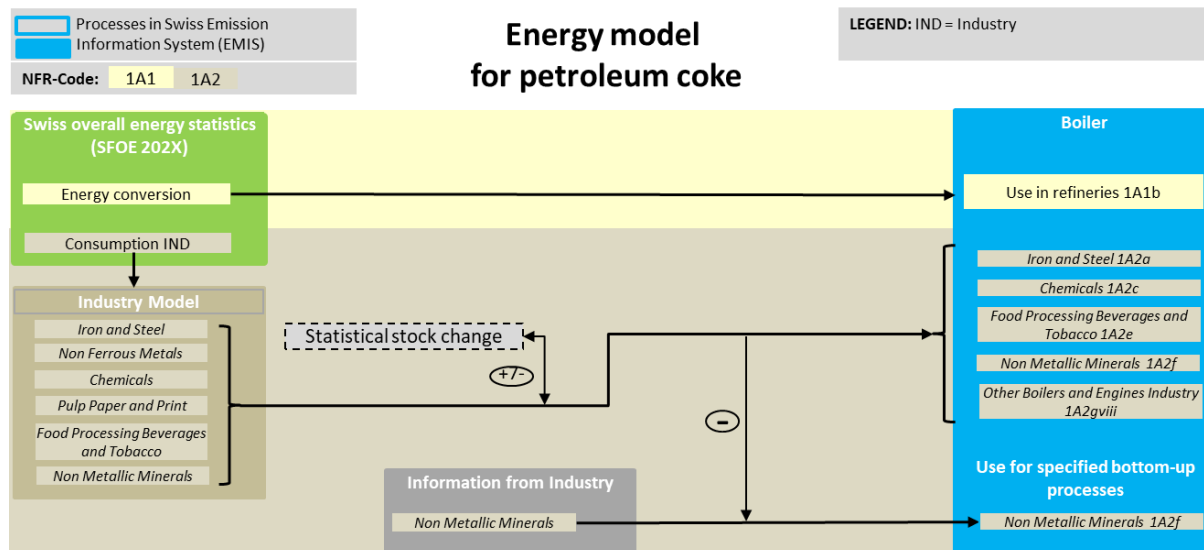 Processes in Swiss Emission
Information System (EMIS)
NFR-Code: 1A1 1A2
Energy model
for petroleum coke
LEGEND: IND = Industry
Swiss overall energy statistics
(SFOE 202X)
Energy conversion
Consumption IND
Industry Model
Iron and Steel
Non Ferrous Metals
Chemicals
Pulp Paper and Print
Food Processing Beverages
and Tobacco
Non Metallic Minerals
Statistical stock change
+7-
-
Information from Industry
Non Metallic Minerals
Boiler
Use in refineries 1A1b
Iron and Steel 1A2a
Chemicals 1A2c
Food Processing Beverages and
Tobacco 1A2e
Non Metallic Minerals 1A2f
Other Boilers and Engines Industry
1A2gviii
Use for specified bottom-up
processes
Non Metallic Minerals 1A2f